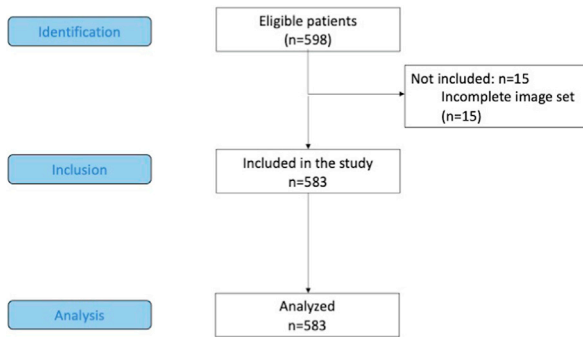 Identification
Eligible patients
(n=598)
Not included: n=15
Incomplete image set
(n=15)
Inclusion
Included in the study
n=583
Analysis
Analyzed
n=583